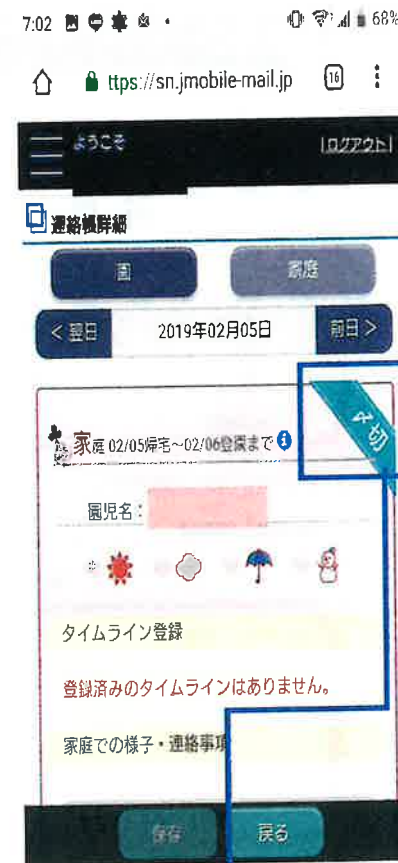 7:02 68%
ttps://sn.jmobile-mail.jp 16
ようこそ |ログアウト|
連絡帳詳細
園 家庭
< 翌日 2019年02月05日 前日 >
〆切
家庭 02/05帰宅~02/06登園まで
園児名:
タイムライン登録
登録済みのタイムラインはありません。
家庭での様子・連絡事項
保存 戻る